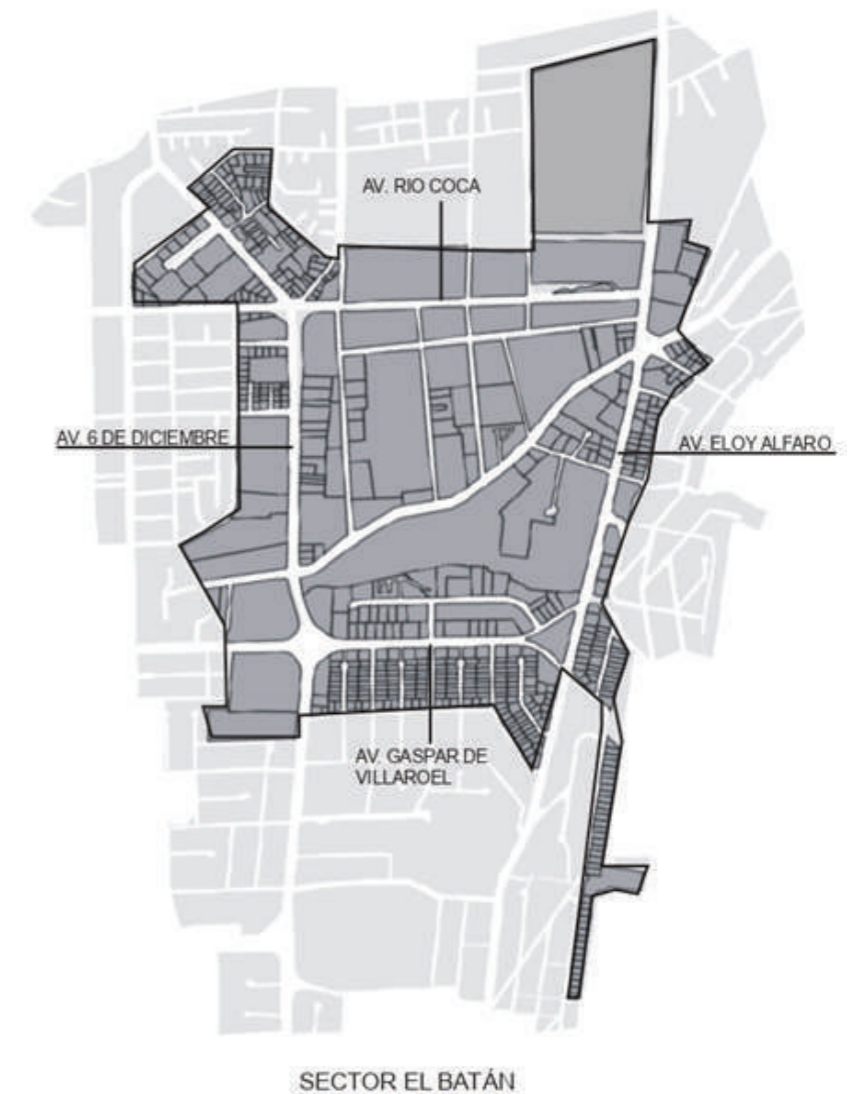 AV. RIO COCA
AV. 6 DE DICIEMBRE
AV. ELOY ALFARO
AV. GASPAR DE
VILLAROEL
SECTOR EL BATÁN